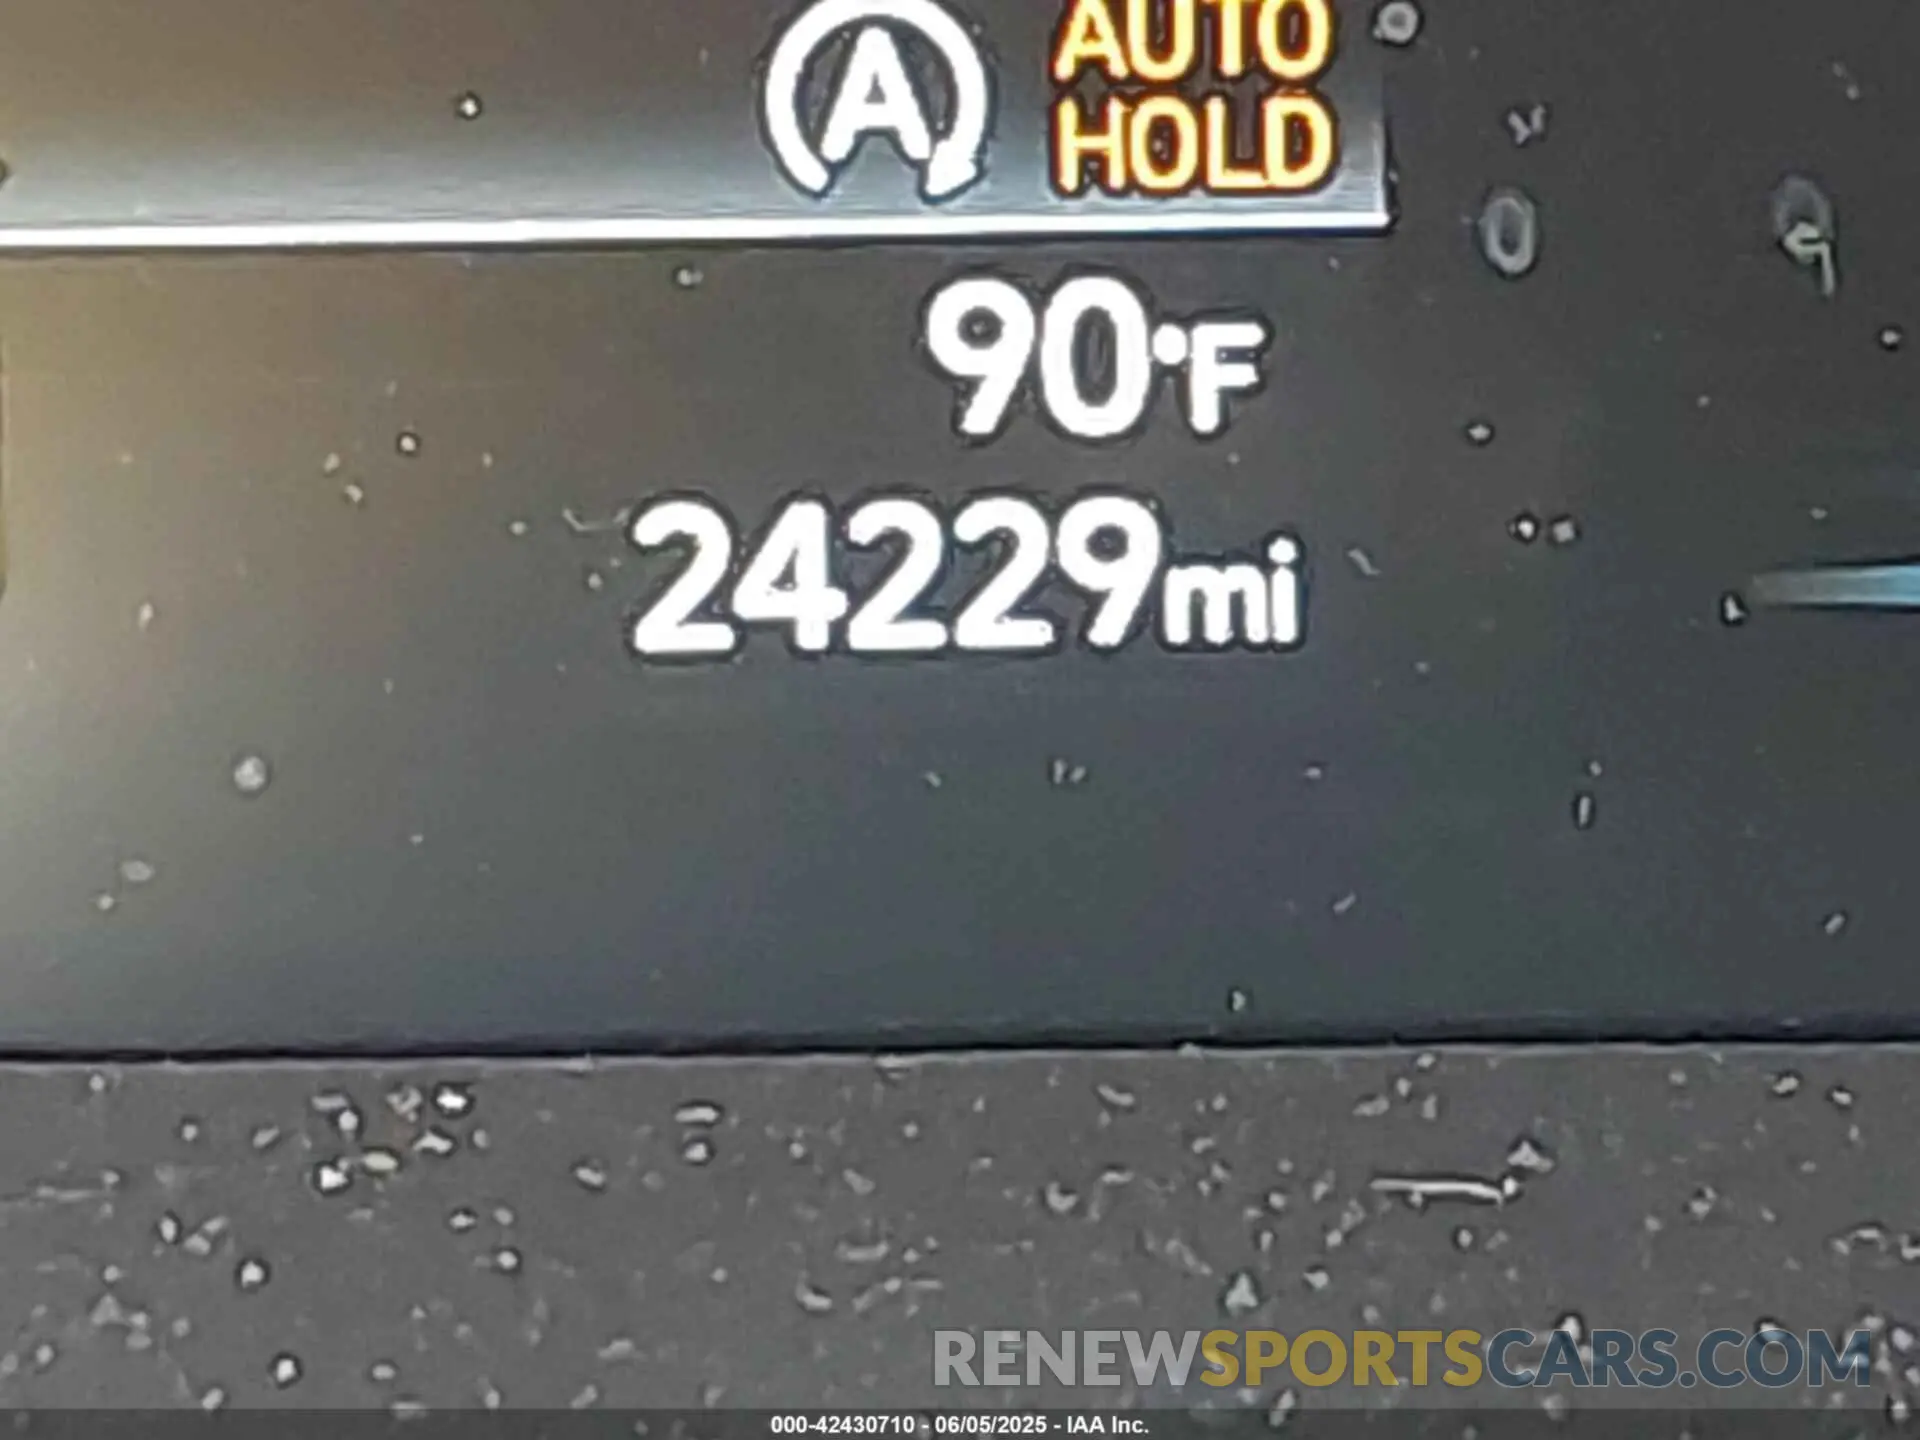 A AUTO
HOLD
90°F
24229mi
RENEWSPORTSCARS.COM
000-42430710 - 06/05/2025 - IAA Inc.